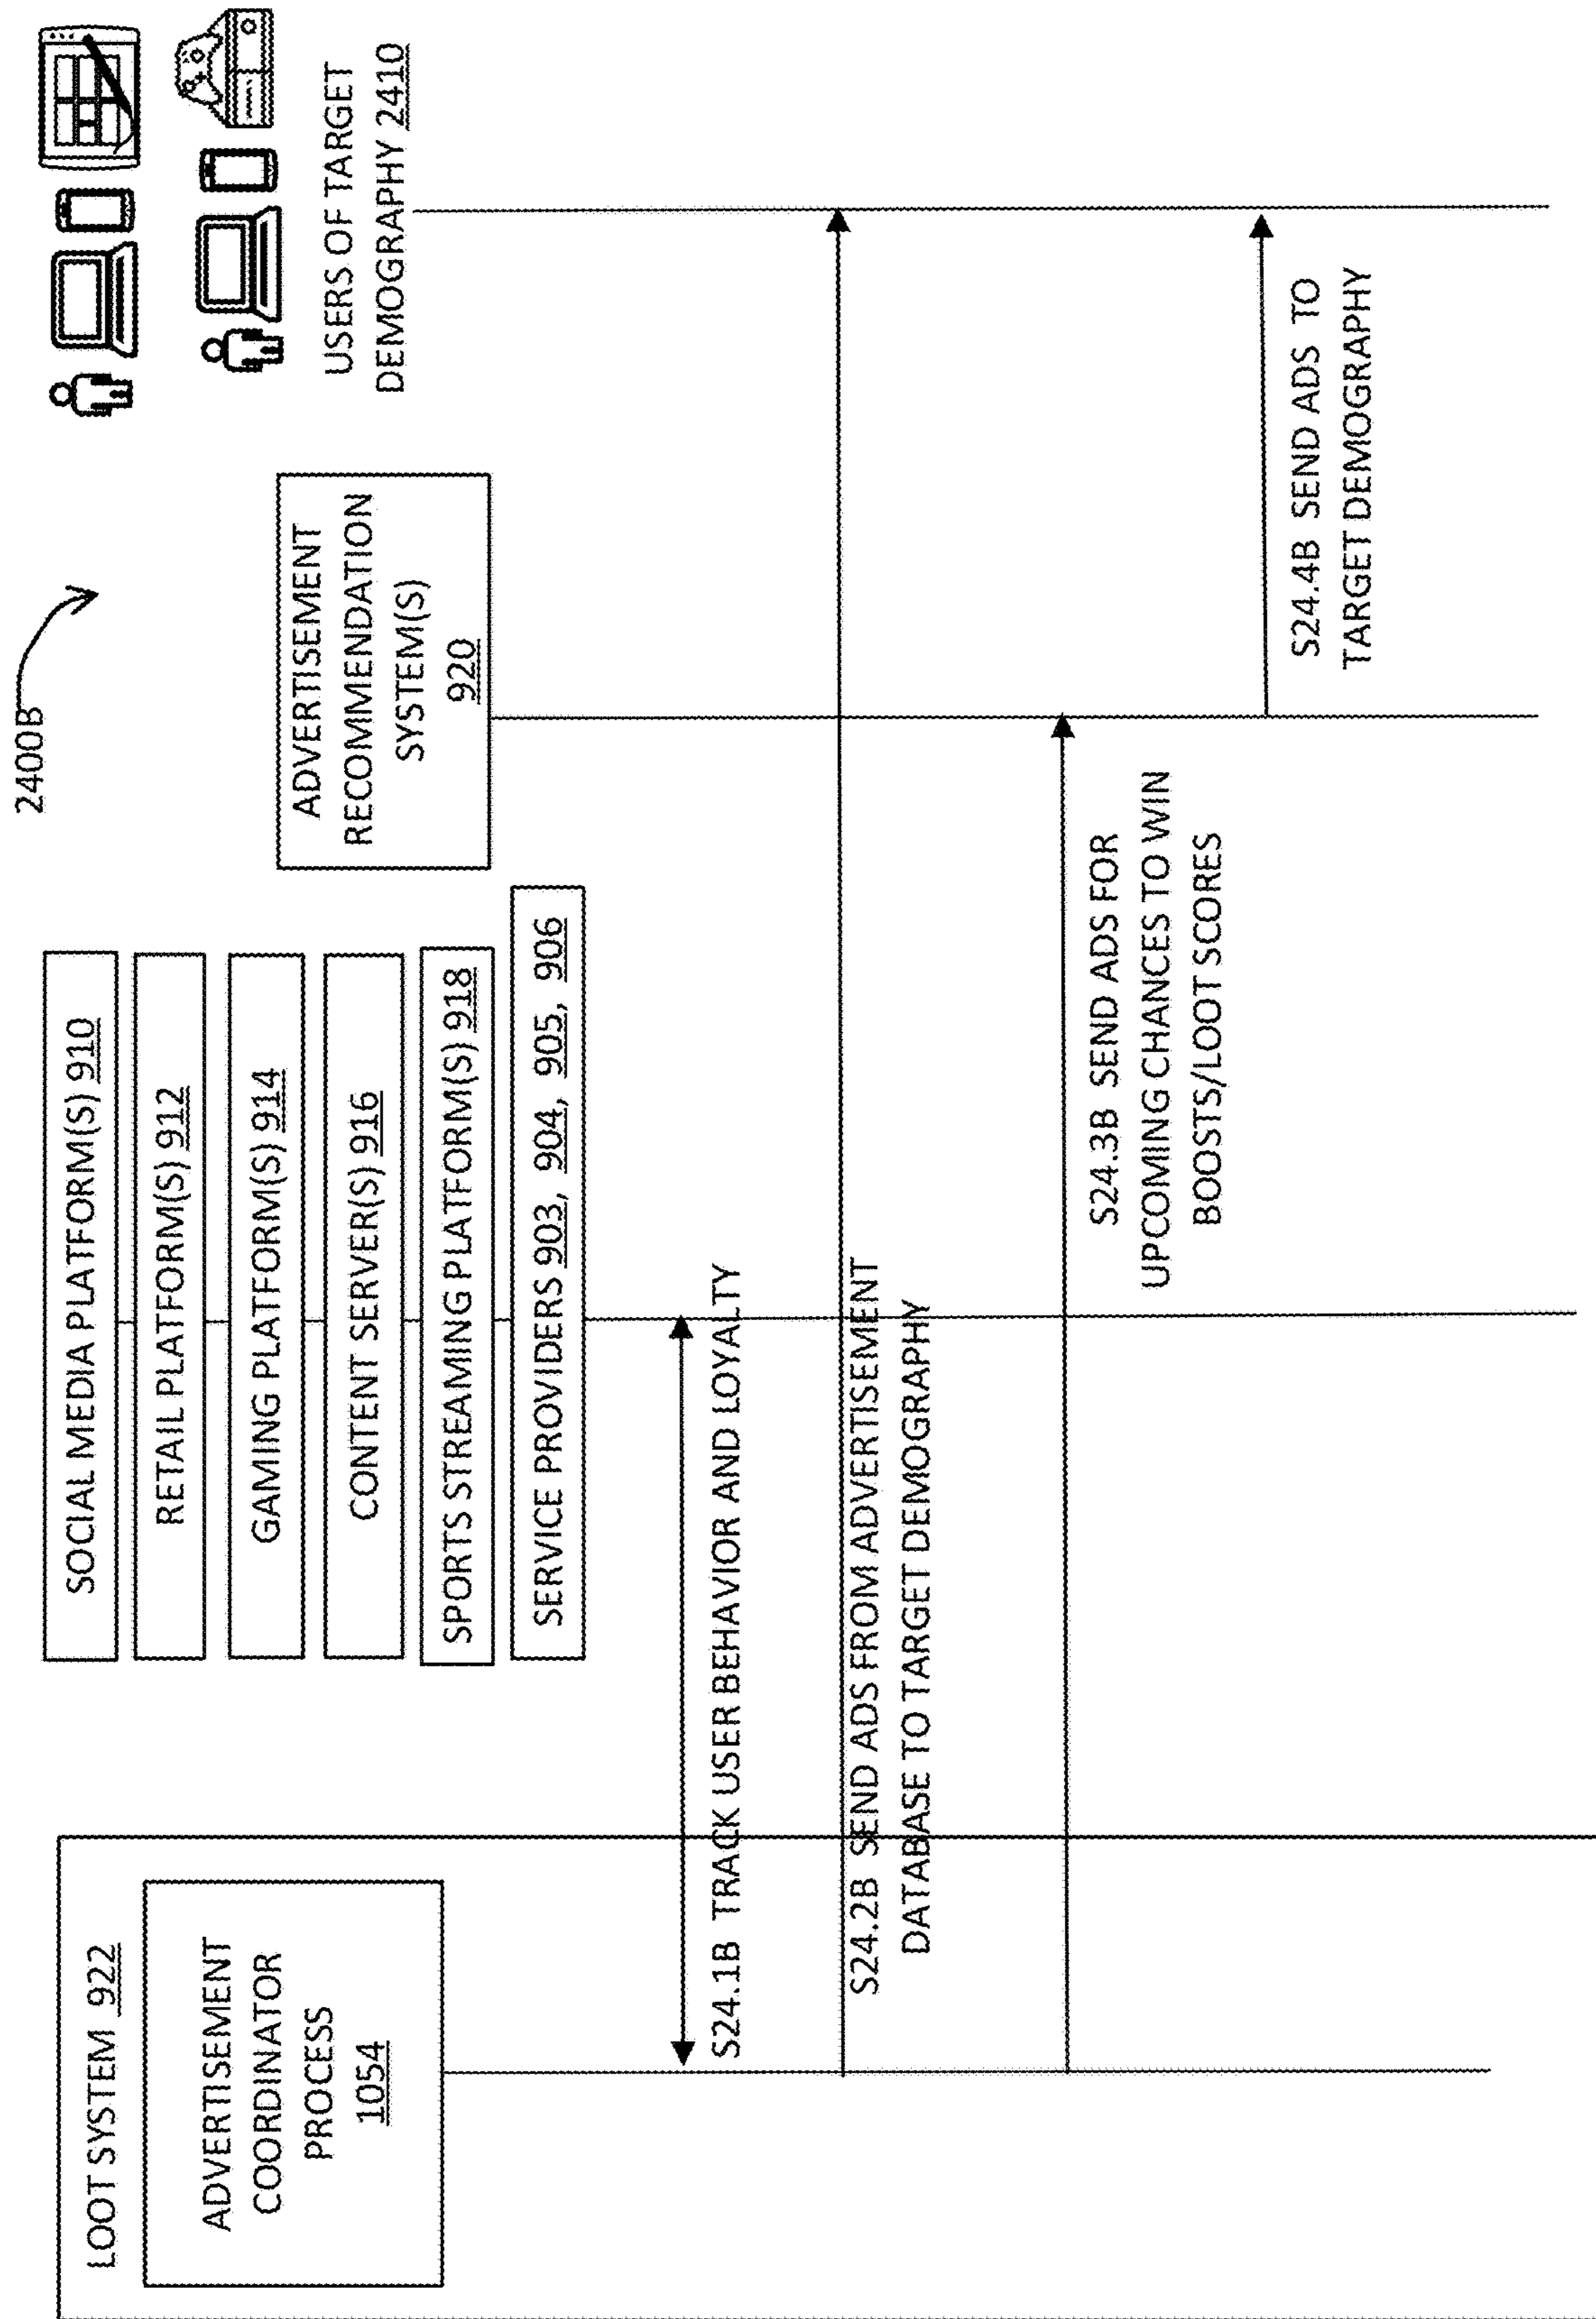 2400B
LOOT SYSTEM 922
ADVERTISEMENT
COORDINATOR
PROCESS
1054
SOCIAL MEDIA PLATFORM(S) 910
RETAIL PLATFORM(S) 912
GAMING PLATFORM(S) 914
CONTENT SERVER(S) 916
SPORTS STREAMING PLATFORM(S) 918
SERVICE PROVIDERS 903, 904, 905, 906
ADVERTISEMENT
RECOMMENDATION
SYSTEM(S)
920
USERS OF TARGET
DEMOGRAPHY 2410
S24.1B TRACK USER BEHAVIOR AND LOYALTY
S24.2B SEND ADS FROM ADVERTISEMENT
DATABASE TO TARGET DEMOGRAPHY
S24.3B SEND ADS FOR
UPCOMING CHANCES TO WIN
BOOSTS/LOOT SCORES
S24.4B SEND ADS TO
TARGET DEMOGRAPHY